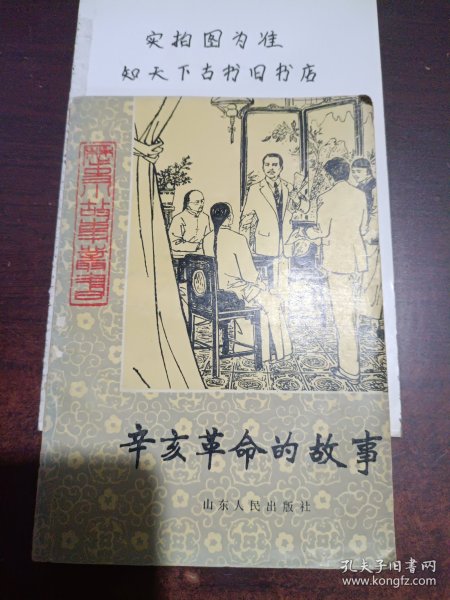 实拍图为准
知天下古书旧书店
历史故事丛书
辛亥革命的故事
山东人民出版社
孔夫子旧书网
www.kongfz.com